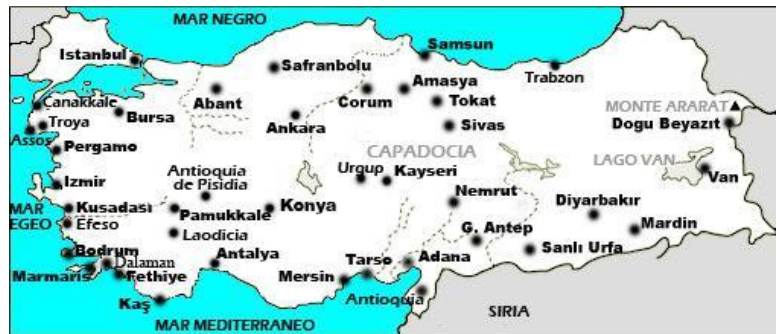 MAR NEGRO
Istanbul
Safranbolu
Samsun
Trabzon
Canakkale
Troya
Assos
Bursa
Abant
Corum
Amasya
Tokat
Ankara
Sivas
MONTE ARARAT
Dogu Beyazıt
Pergamo
CAPADOCIA
LAGO VAN
Izmir
Antioquia
de Pisidia
Urgup
Kayseri
Van
MAR
EGEO
Kusadası
Efeso
Pamukkale
Konya
Nemrut
Diyarbakır
Laodicia
G. Antep
Mardin
Bodrum
Dalaman
Marmaris
Fethiye
Antalya
Mersin
Tarso
Adana
Sanlı Urfa
Kaş
Antioquia
MAR MEDITERRANEO
SIRIA